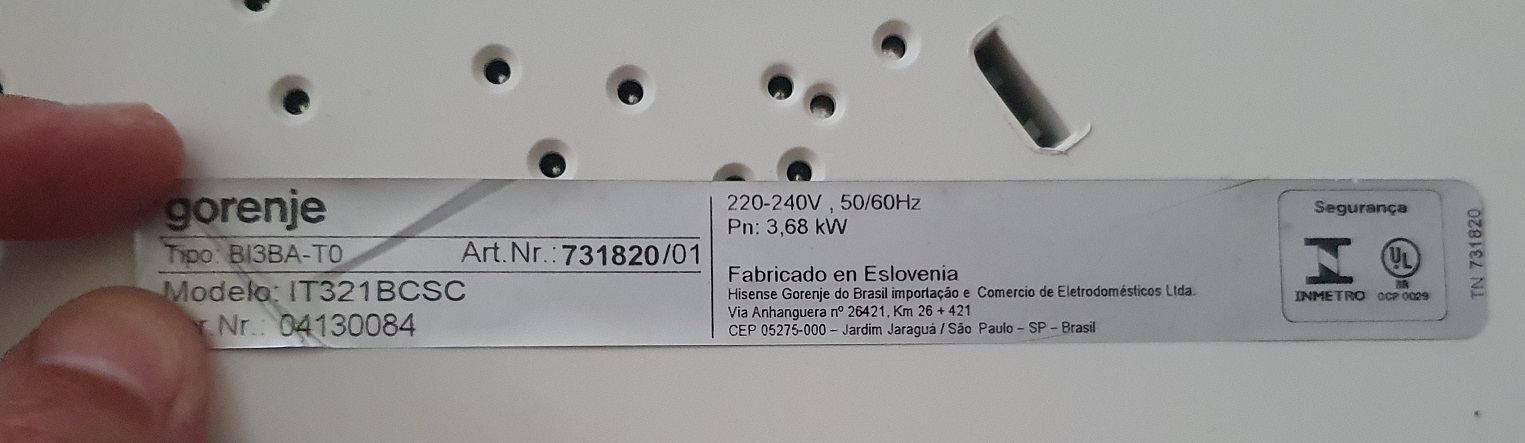 gorenje
Tipo: BI3BA-T0 Art.Nr.: 731820/01
Modelo: IT321BCSC
r.Nr.: 04130084
220-240V , 50/60Hz
Pn: 3,68 kW
Fabricado en Eslovenia
Hisense Gorenje do Brasil importação e Comercio de Eletrodomésticos Ltda.
Via Anhanguera nº 26421, Km 26 + 421
CEP 05275-000 – Jardim Jaraguá / São Paulo – SP – Brasil
Segurança
UL
BR
INMETRO OCP 0029
TN 731820